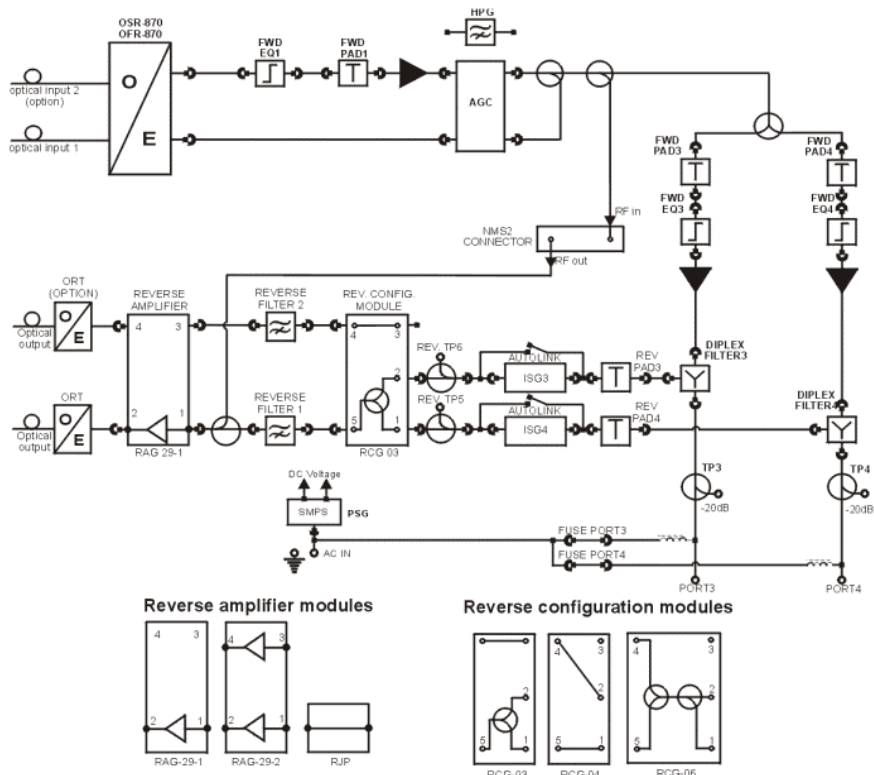 HPG
OSR-870
OFR-870
FWD
EQ1
FWD
PAD1
O
E
AGC
optical input 2
(option)
optical input 1
FWD
PAD3
FWD
PAD4
T
T
T
FWD
EQ3
FWD
EQ4
RF in
NMS2
CONNECTOR
RF out
ORT
(OPTION)
REVERSE
AMPLIFIER
REVERSE
FILTER 2
REV. CONFIG.
MODULE
O
E
Optical
output
4
3
4
3
REV. TP6
AUTOLINK
ISG3
T
REV
PAD3
DIPLEX
FILTER3
Y
2
ORT
REVERSE
FILTER 1
REV. TP5
AUTOLINK
ISG4
T
REV
PAD4
DIPLEX
FILTER4
Y
O
E
Optical
output
2
1
5
1
RAG 29-1
RCG 03
DC Voltage
SMPS
PSG
AC IN
TP3
-20dB
TP4
-20dB
FUSE PORT3
FUSE PORT4
PORT3
PORT4
Reverse amplifier modules
Reverse configuration modules
4
3
2
1
RAG-29-1
4
3
2
1
RAG-29-2
RJP
2
5
1
RCG-03
4
3
2
5
1
RCG-04
4
3
2
5
1